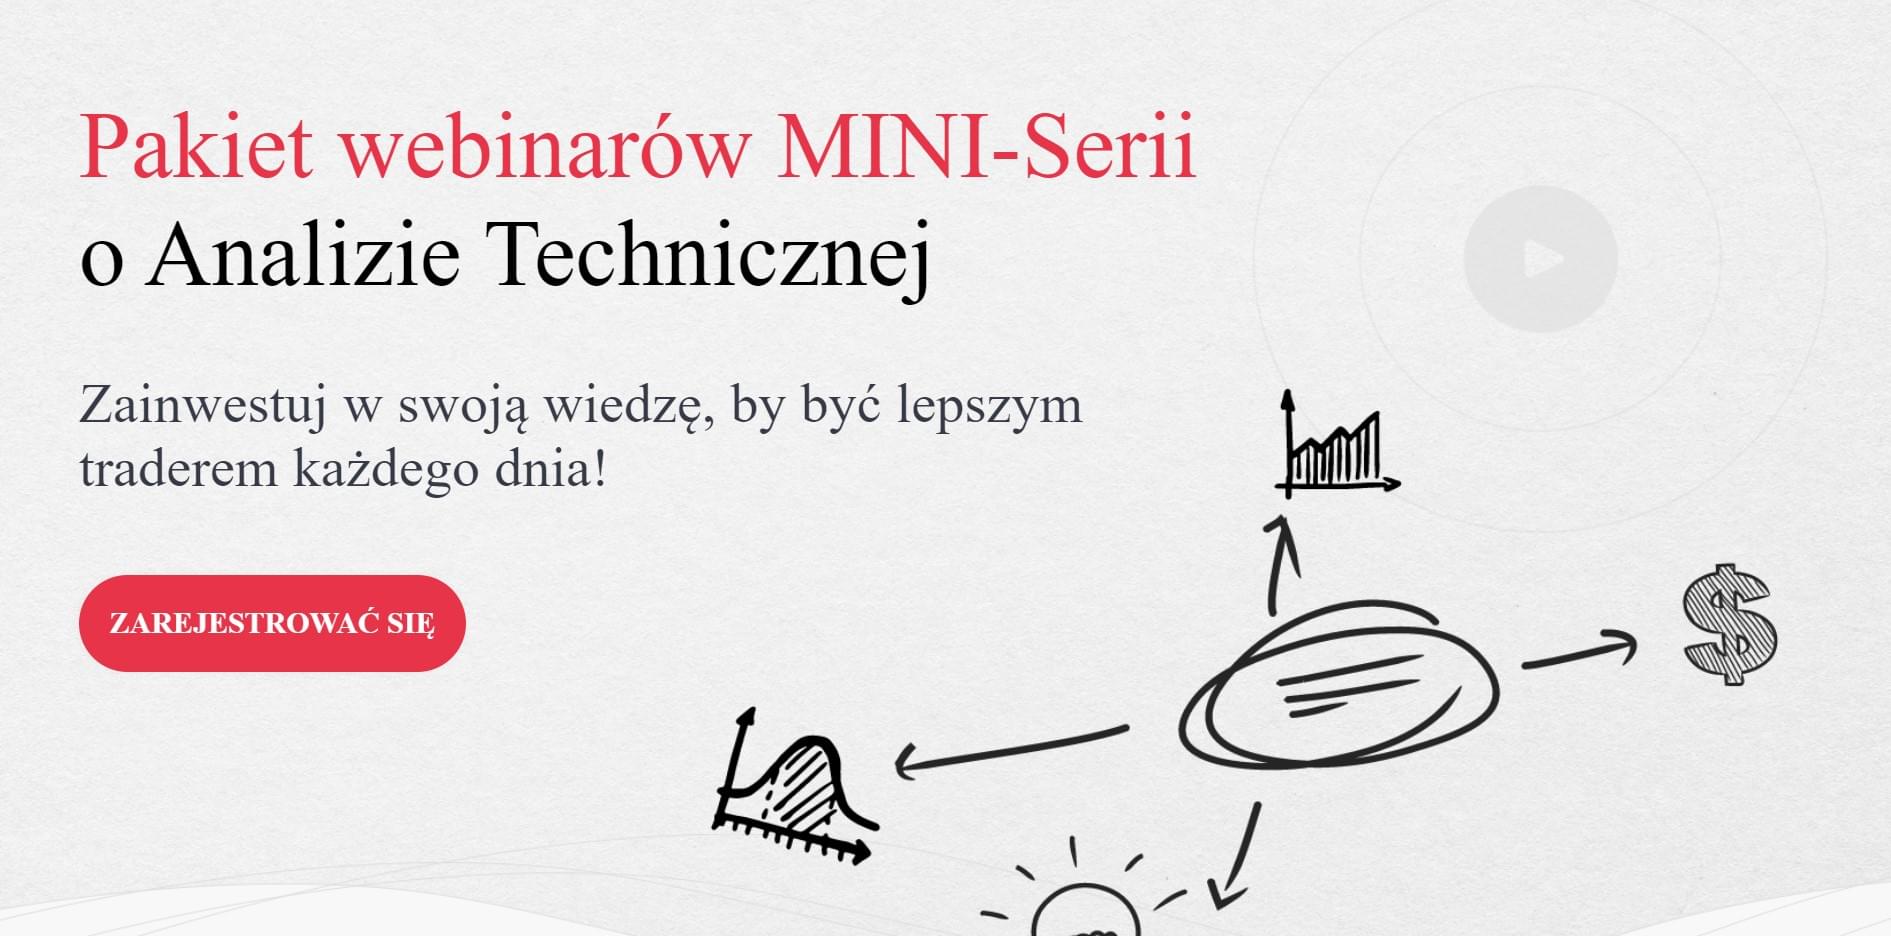 Pakiet webinarów MINI-Serii
o Analizie Technicznej
Zainwestuj w swoją wiedzę, by być lepszym
traderem każdego dnia!
ZAREJESTROWAĆ SIĘ